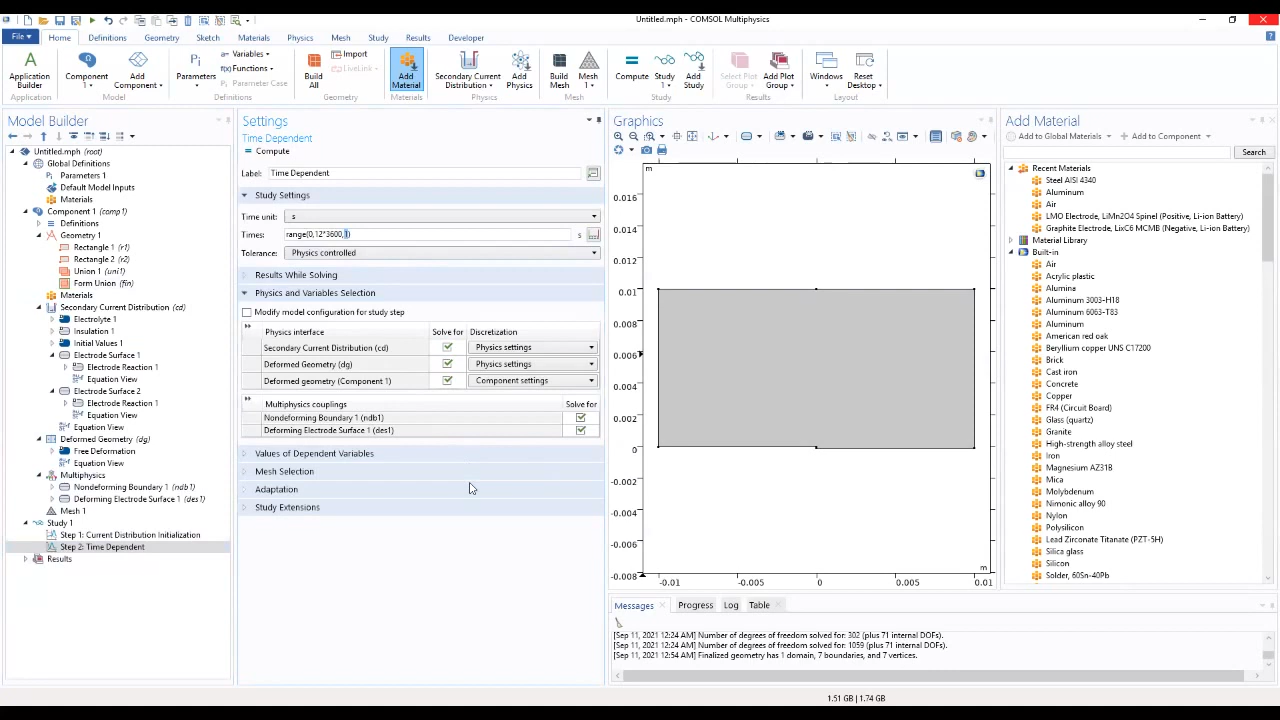 Untitled.mph - COMSOL Multiphysics
File Home Definitions Geometry Sketch Materials Physics Mesh Study Results Developer
Application Builder
Application
Component 1
Add Component
Model
Parameters
Variables
Functions
Parameter Case
Definitions
Build All
Import
LiveLink
Geometry
Add Material
Materials
Secondary Current Distribution
Add Physics
Physics
Build Mesh
Mesh 1
Mesh
Compute
Study 1
Add Study
Study
Select Plot Group
Add Plot Group
Results
Windows
Reset Desktop
Layout
Model Builder
Untitled.mph (root)
Global Definitions
Parameters 1
Default Model Inputs
Materials
Component 1 (comp1)
Definitions
Geometry 1
Rectangle 1 (r1)
Rectangle 2 (r2)
Union 1 (uni1)
Form Union (fin)
Materials
Secondary Current Distribution (cd)
Electrolyte 1
Insulation 1
Initial Values 1
Electrode Surface 1
Electrode Reaction 1
Equation View
Electrode Surface 2
Electrode Reaction 1
Equation View
Equation View
Deformed Geometry (dg)
Free Deformation
Equation View
Multiphysics
Nondeforming Boundary 1 (ndb1)
Deforming Electrode Surface 1 (des1)
Mesh 1
Study 1
Step 1: Current Distribution Initialization
Step 2: Time Dependent
Results
Settings
Time Dependent
Compute
Label: Time Dependent
Study Settings
Time unit: s
Times: range(0,12*3600,1) s
Tolerance: Physics controlled
Results While Solving
Physics and Variables Selection
Modify model configuration for study step
Physics interface Solve for Discretization
Secondary Current Distribution (cd) Physics settings
Deformed Geometry (dg) Physics settings
Deformed geometry (Component 1) Component settings
Multiphysics couplings Solve for
Nondeforming Boundary 1 (ndb1)
Deforming Electrode Surface 1 (des1)
Values of Dependent Variables
Mesh Selection
Adaptation
Study Extensions
Graphics
m
0.016
0.014
0.012
0.01
0.008
0.006
0.004
0.002
0
-0.002
-0.004
-0.006
-0.008
m
-0.01 -0.005 0 0.005 0.01
Messages Progress Log Table
[Sep 11, 2021 12:24 AM] Number of degrees of freedom solved for: 302 (plus 71 internal DOFs).
[Sep 11, 2021 12:24 AM] Number of degrees of freedom solved for: 1059 (plus 71 internal DOFs).
[Sep 11, 2021 12:54 AM] Finalized geometry has 1 domain, 7 boundaries, and 7 vertices.
Add Material
Add to Global Materials Add to Component
Search
Recent Materials
Steel AISI 4340
Aluminum
Air
LMO Electrode, LiMn2O4 Spinel (Positive, Li-ion Battery)
Graphite Electrode, LixC6 MCMB (Negative, Li-ion Battery)
Material Library
Built-in
Air
Acrylic plastic
Alumina
Aluminum 3003-H18
Aluminum 6063-T83
Aluminum
American red oak
Beryllium copper UNS C17200
Brick
Cast iron
Concrete
Copper
FR4 (Circuit Board)
Glass (quartz)
Granite
High-strength alloy steel
Iron
Magnesium AZ31B
Mica
Molybdenum
Nimonic alloy 90
Nylon
Polysilicon
Lead Zirconate Titanate (PZT-5H)
Silica glass
Silicon
Solder, 60Sn-40Pb
1.51 GB | 1.74 GB